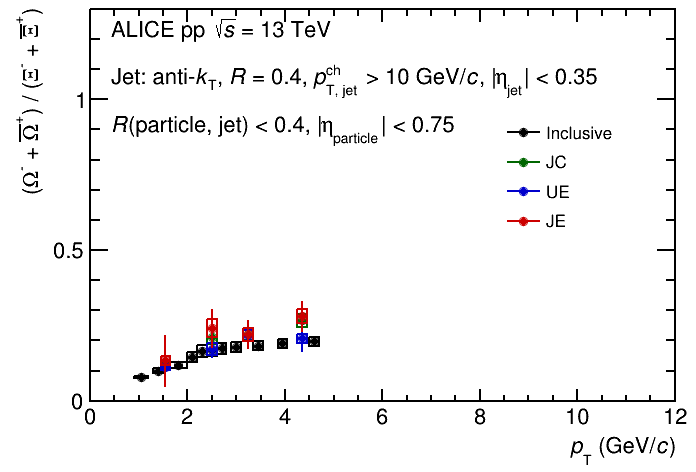 ALICE pp √s = 13 TeV
Jet: anti-kT, R = 0.4, p ch T, jet > 10 GeV/c, |ηjet| < 0.35
R(particle, jet) < 0.4, |ηparticle| < 0.75
(Ω⁻ + Ω̅⁺) / (Ξ⁻ + Ξ̅⁺)
Inclusive
JC
UE
JE
1
0.5
0
0 2 4 6 8 10 12
pT (GeV/c)